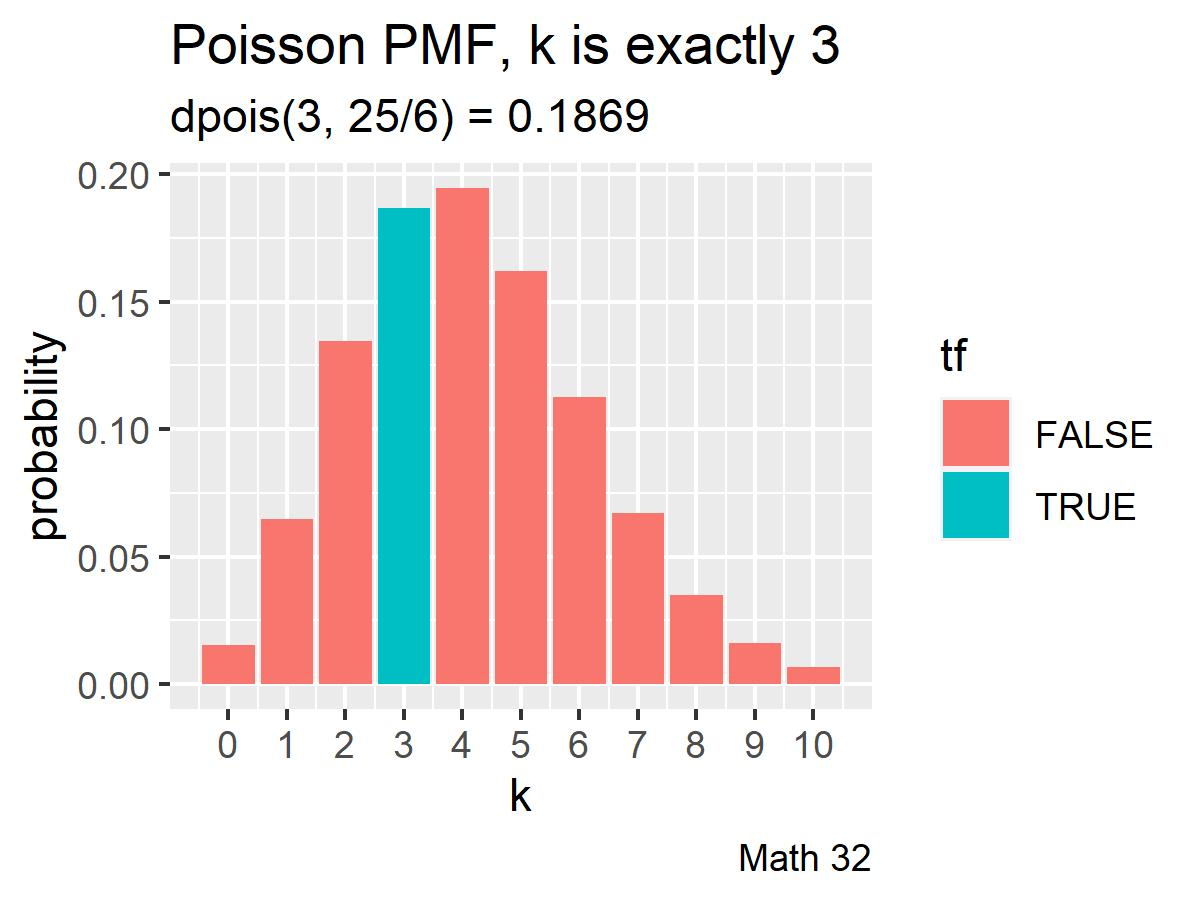 Poisson PMF, k is exactly 3
dpois(3, 25/6) = 0.1869
probability
0.20
0.15
0.10
0.05
0.00
0 1 2 3 4 5 6 7 8 9 10
k
tf
FALSE
TRUE
Math 32